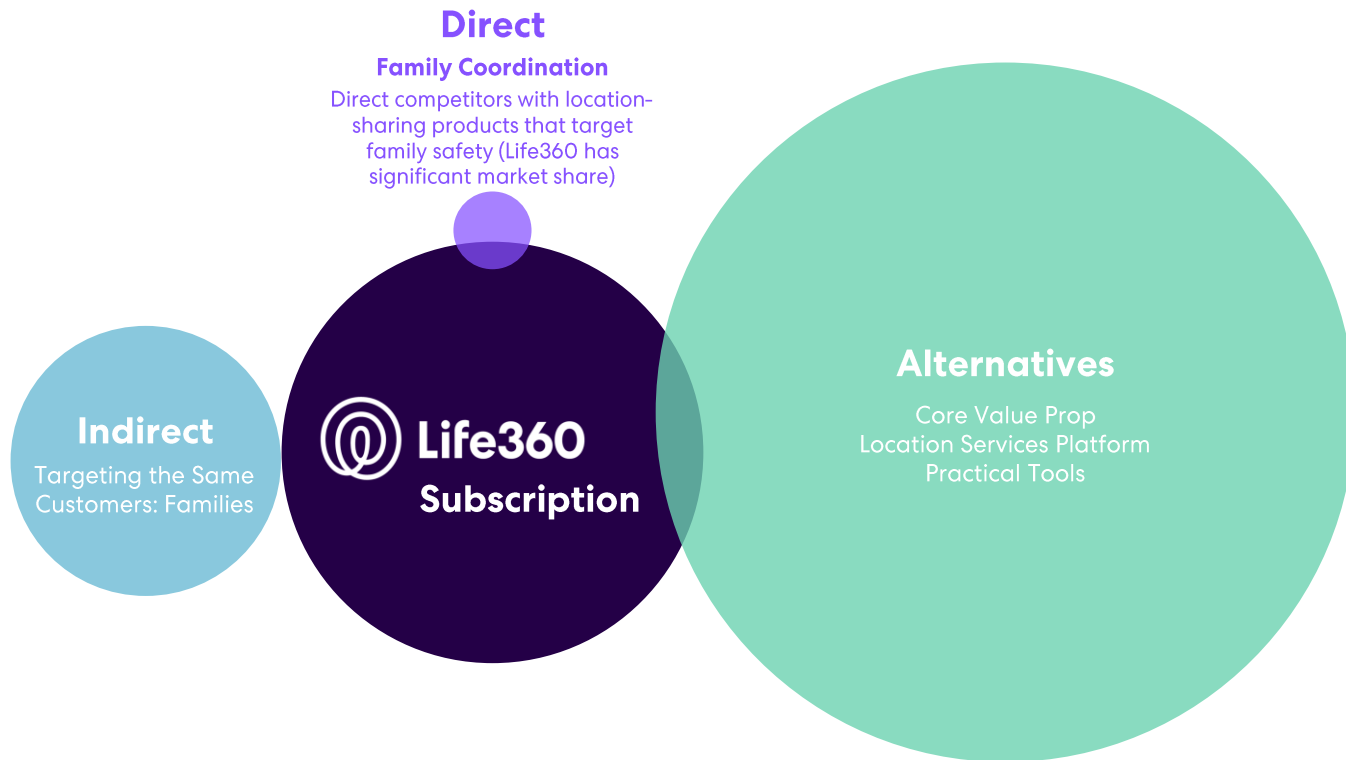 Direct
Family Coordination
Direct competitors with location-
sharing products that target
family safety (Life360 has
significant market share)
Indirect
Targeting the Same
Customers: Families
Life360
Subscription
Alternatives
Core Value Prop
Location Services Platform
Practical Tools